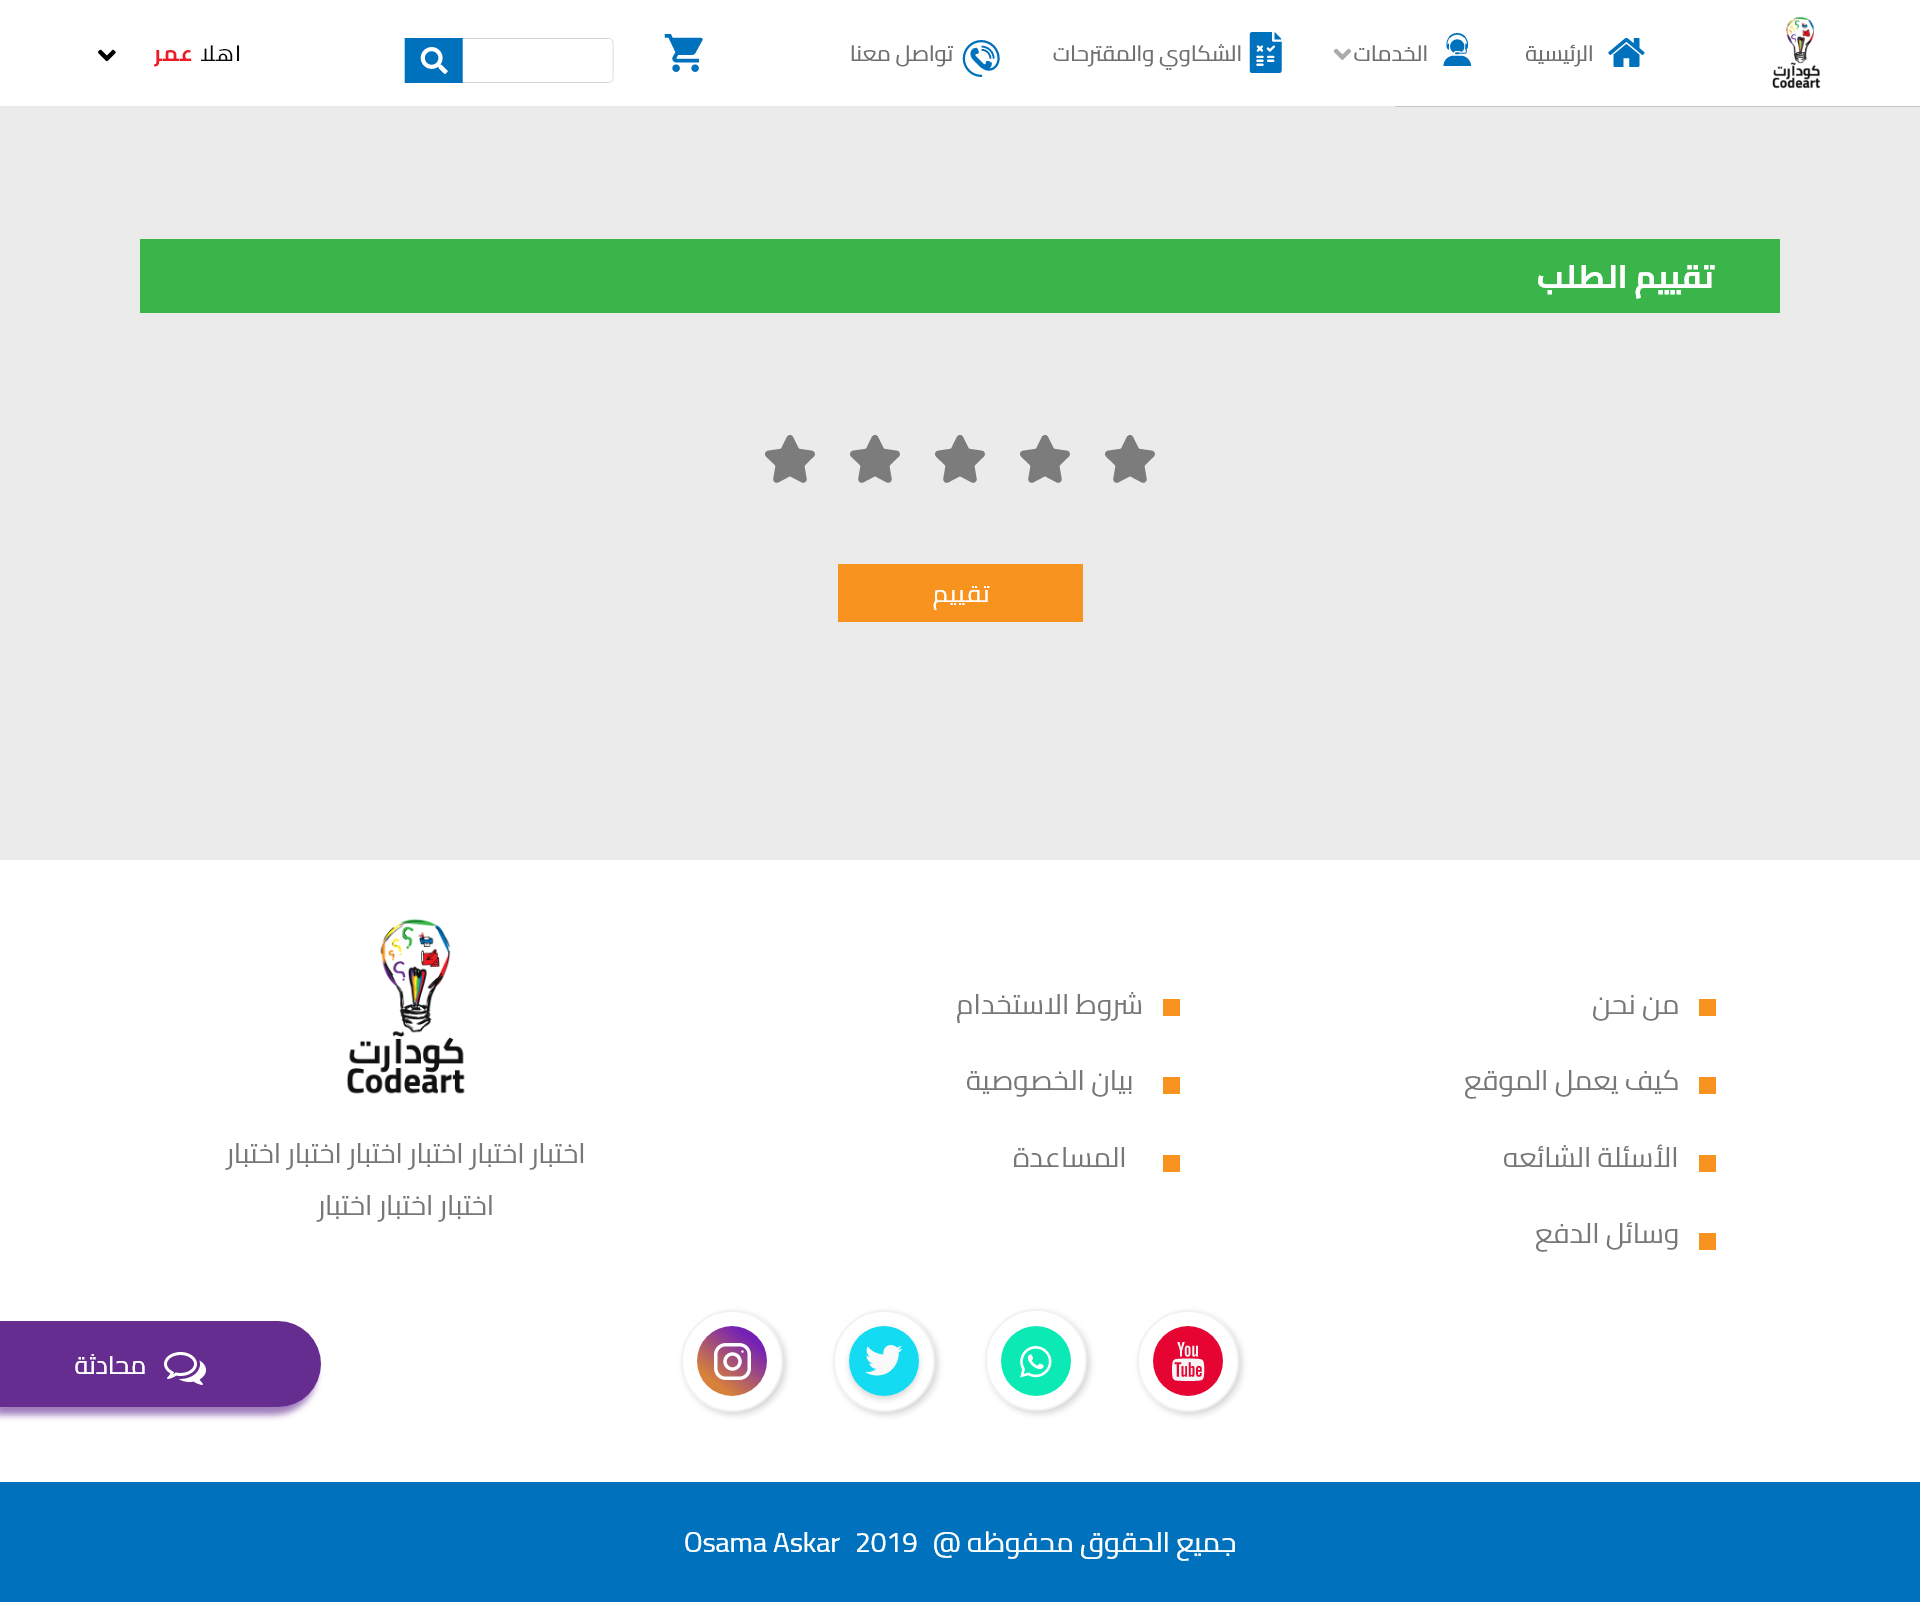 كودآرت
Codeart
الرئيسية
الخدمات
الشكاوي والمقترحات
تواصل معنا
اهلا عمر
تقييم الطلب
تقييم
من نحن
كيف يعمل الموقع
الأسئلة الشائعه
وسائل الدفع
شروط الاستخدام
بيان الخصوصية
المساعدة
كودآرت
Codeart
اختبار اختبار اختبار اختبار اختبار اختبار
اختبار اختبار اختبار
You
Tube
محادثة
جميع الحقوق محفوظه @ 2019 Osama Askar